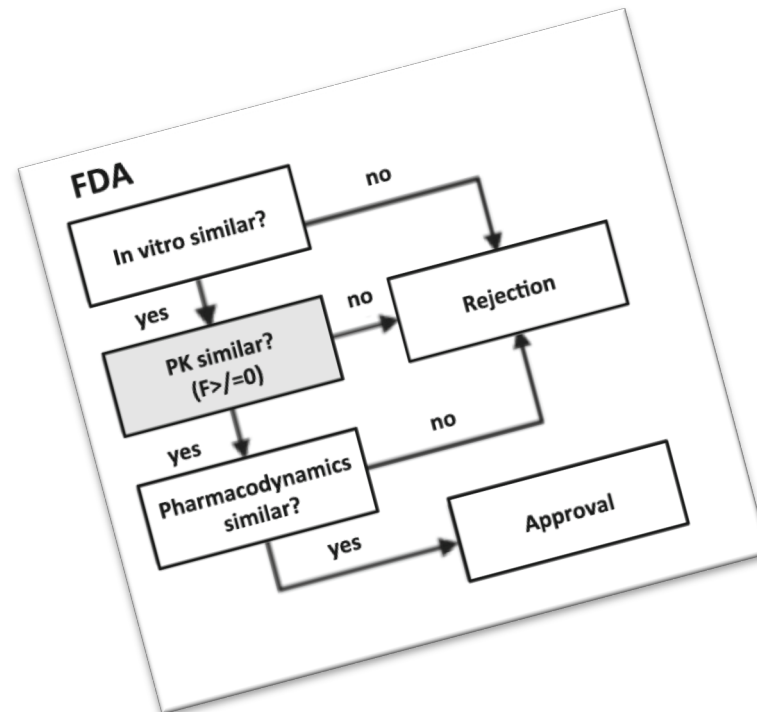 FDA
In vitro similar?
no
yes
PK similar?
(F>/=0)
no
Rejection
yes
Pharmacodynamics
similar?
no
yes
Approval